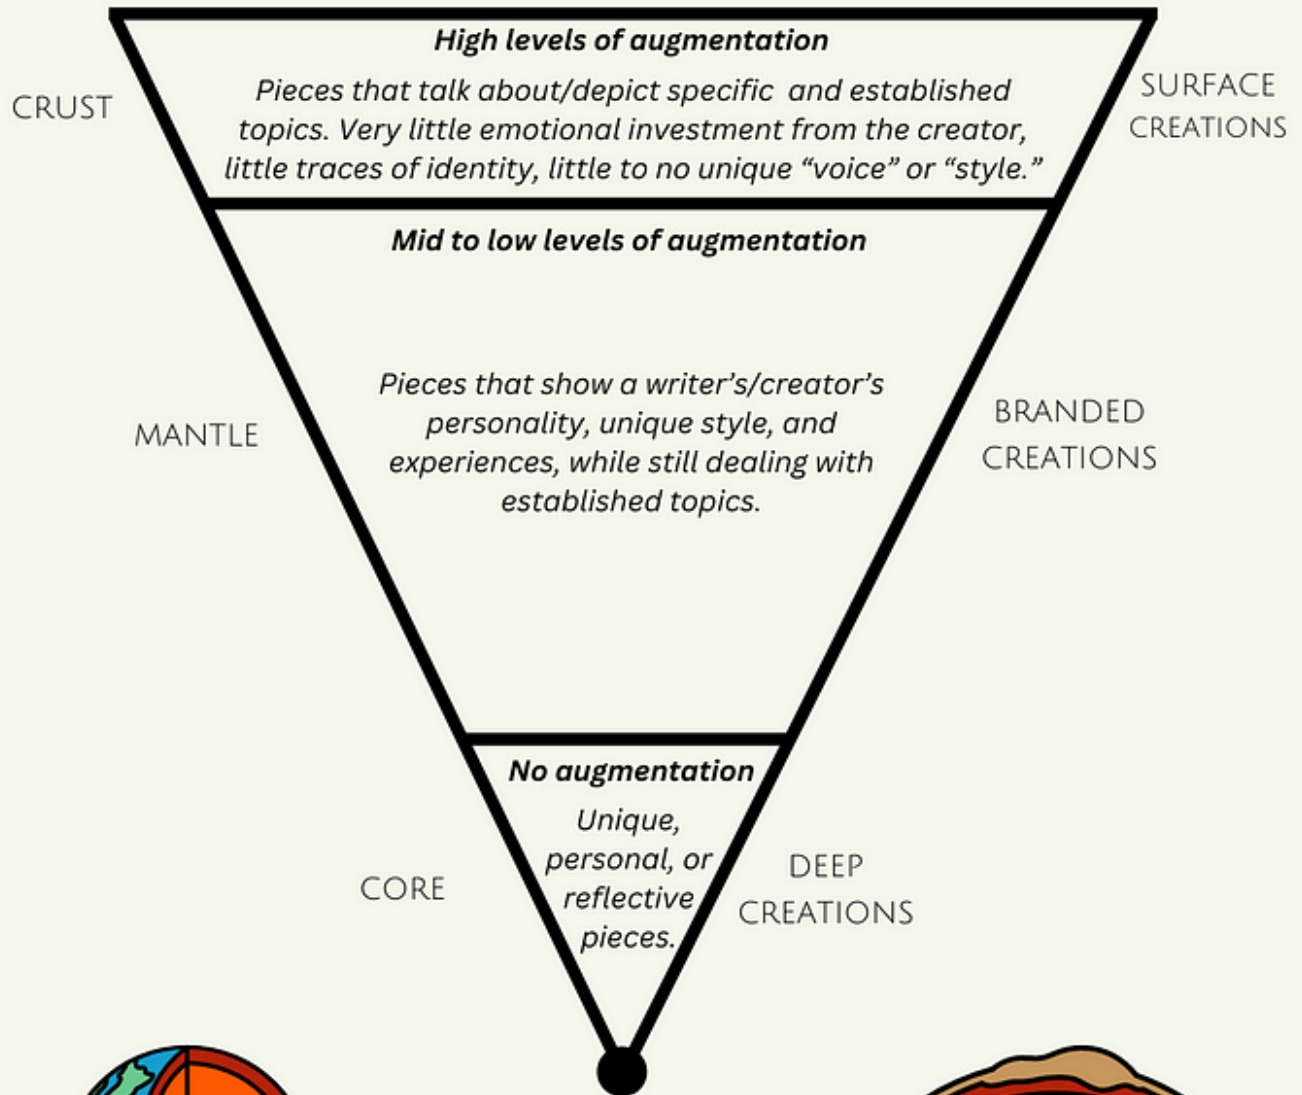 High levels of augmentation
Pieces that talk about/depict specific and established
topics. Very little emotional investment from the creator,
little traces of identity, little to no unique “voice” or “style.”
CRUST
SURFACE
CREATIONS
Mid to low levels of augmentation
Pieces that show a writer’s/creator’s
personality, unique style, and
experiences, while still dealing with
established topics.
MANTLE
BRANDED
CREATIONS
No augmentation
Unique,
personal, or
reflective
pieces.
CORE
DEEP
CREATIONS